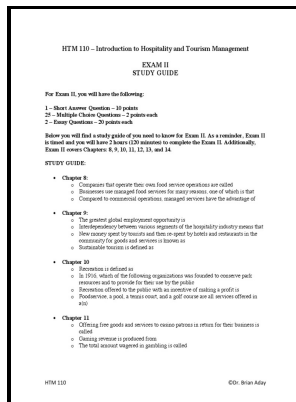 HTM 110 – Introduction to Hospitality and Tourism Management
EXAM II
STUDY GUIDE
For Exam II, you will have the following:
1 – Short Answer Question – 10 points
25 – Multiple Choice Questions – 2 points each
2 – Essay Questions – 20 points each
Below you will find a study guide of you need to know for Exam II. As a reminder, Exam II
is timed and you will have 2 hours (120 minutes) to complete the Exam II. Additionally,
Exam II covers Chapters: 8, 9, 10, 11, 12, 13, and 14.
STUDY GUIDE:
• Chapter 8:
o Companies that operate their own food service operations are called
o Businesses use managed food services for many reasons, one of which is that
o Compared to commercial operations, managed services have the advantage of
• Chapter 9:
o The greatest global employment opportunity is
o Interdependency between various segments of the hospitality industry means that
o New money spent by tourists and then re-spent by hotels and restaurants in the
community for goods and services is known as
o Sustainable tourism is defined as
• Chapter 10
o Recreation is defined as
o In 1916, which of the following organizations was founded to conserve park
resources and to provide for their use by the public
o Recreation offered to the public with an incentive of making a profit is
o Foodservice, a pool, a tennis court, and a golf course are all services offered in
a(n)
• Chapter 11
o Offering free goods and services to casino patrons in return for their business is
called
o Gaming revenue is produced from
o The total amount wagered in gambling is called
HTM 110 ©Dr. Brian Aday